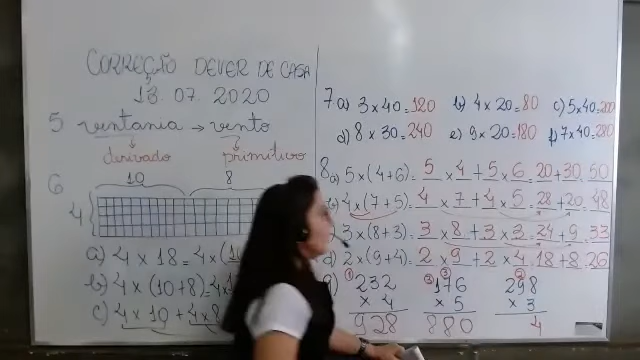 CORREÇÃO DEVER DE CASA
13.07.2020
5 ventania → vento
derivado primitivo
6 10 8
4
a) 4 x 18 = 4 x (10
b) 4 x (10+8) = 4 x
c) 4 x 10 + 4 x 8
7 a) 3 x 40 = 120 b) 4 x 20 = 80 c) 5 x 40 = 200
d) 8 x 30 = 240 e) 9 x 20 = 180 f) 7 x 40 = 280
8 a) 5 x (4+6) = 5 x 4 + 5 x 6 = 20 + 30 = 50
4 x (7+5) = 4 x 7 + 4 x 5 = 28 + 20 = 48
3 x (8+3) = 3 x 8 + 3 x 3 = 24 + 9 = 33
d) 2 x (9+4) = 2 x 9 + 2 x 4 = 18 + 8 = 26
232 176 298
x 4 x 5 x 3
928 880 4